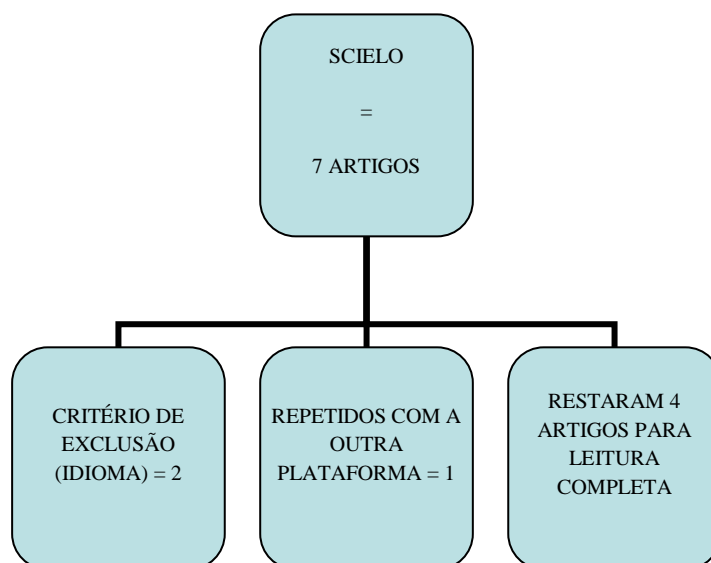 SCIELO
=
7 ARTIGOS
CRITÉRIO DE
EXCLUSÃO
(IDIOMA) = 2
REPETIDOS COM A
OUTRA
PLATAFORMA = 1
RESTARAM 4
ARTIGOS PARA
LEITURA
COMPLETA